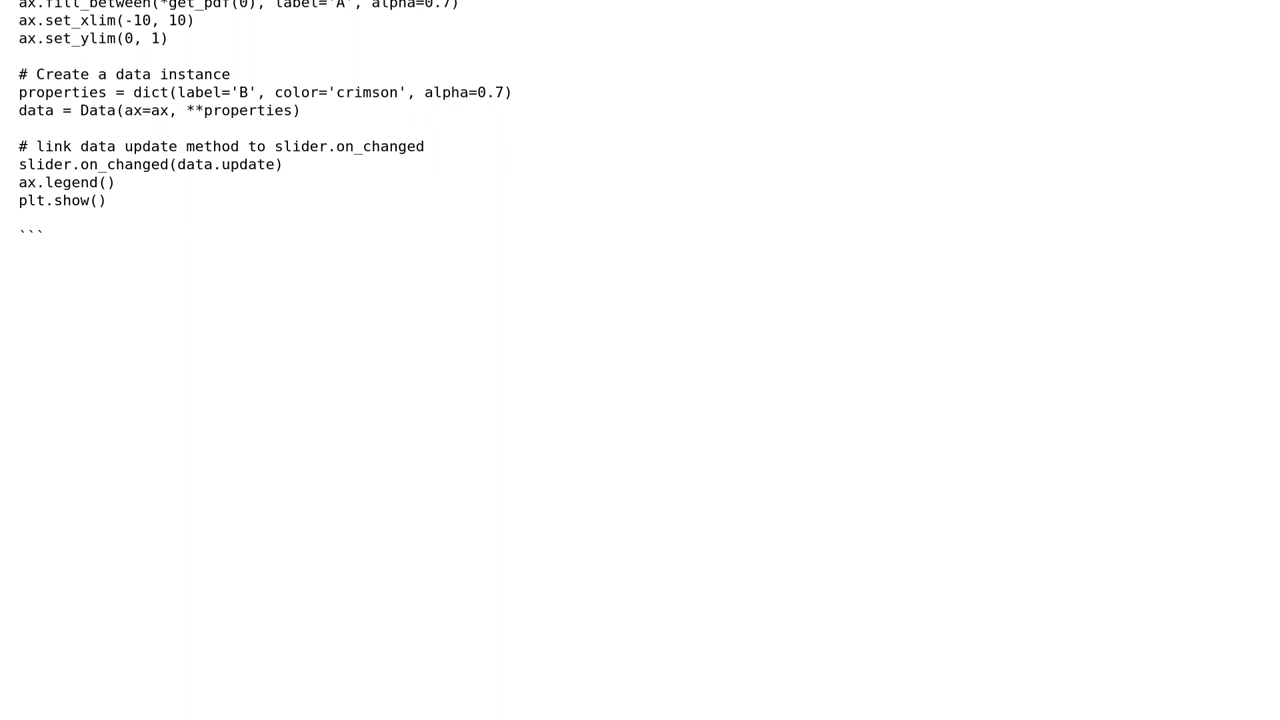 ax.fill_between(*get_pdf(0), label='A', alpha=0.7)
ax.set_xlim(-10, 10)
ax.set_ylim(0, 1)

# Create a data instance
properties = dict(label='B', color='crimson', alpha=0.7)
data = Data(ax=ax, **properties)

# link data update method to slider.on_changed
slider.on_changed(data.update)
ax.legend()
plt.show()

```